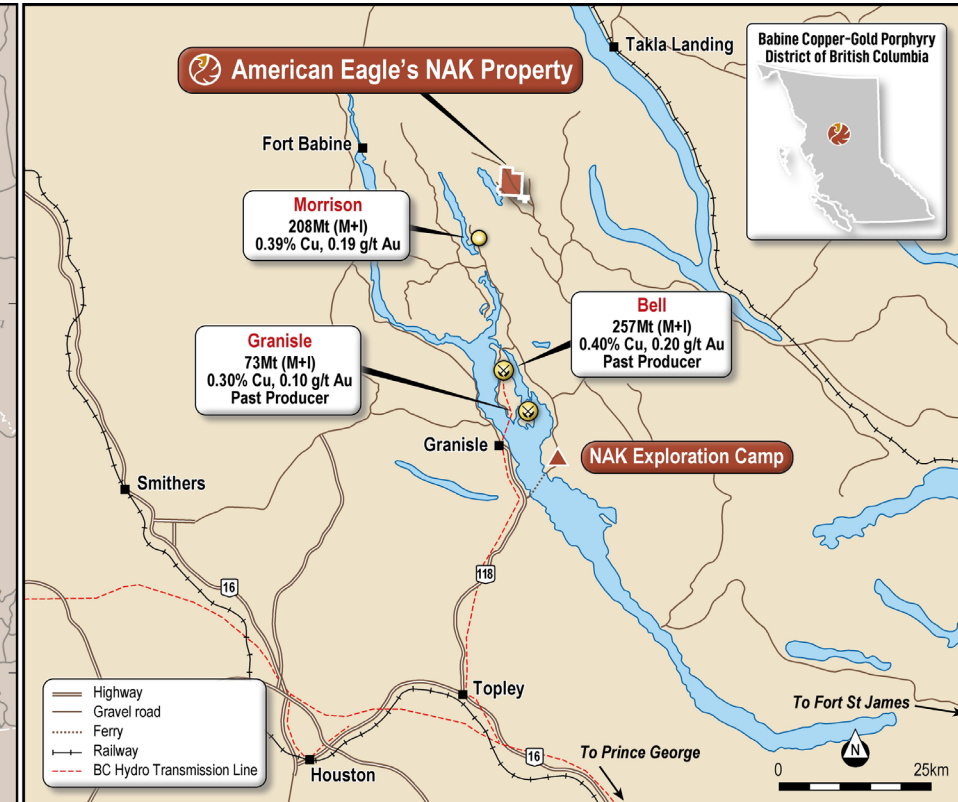 Takla Landing
Babine Copper-Gold Porphyry
District of British Columbia
American Eagle's NAK Property
Fort Babine
Morrison
208Mt (M+I)
0.39% Cu, 0.19 g/t Au
Bell
257Mt (M+I)
0.40% Cu, 0.20 g/t Au
Past Producer
Granisle
73Mt (M+I)
0.30% Cu, 0.10 g/t Au
Past Producer
Granisle
NAK Exploration Camp
Smithers
16
118
Topley
Highway
Gravel road
Ferry
Railway
BC Hydro Transmission Line
Houston
16
To Prince George
To Fort St James
N
0
25km